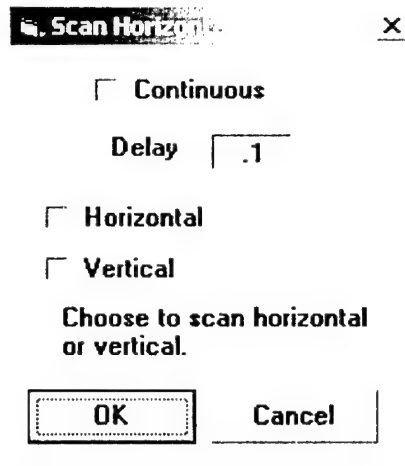 Scan Horizon
Continuous
Delay .1
Horizontal
Vertical
Choose to scan horizontal
or vertical.
OK Cancel